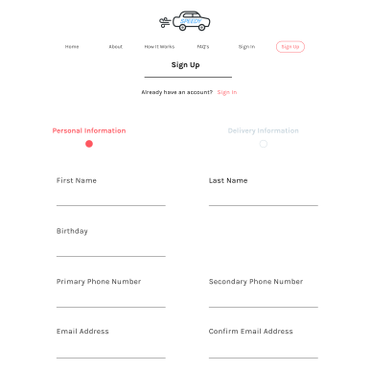 SPEEDY
Home About How It Works FAQ's Sign In Sign Up
Sign Up
Already have an account? Sign In
Personal Information Delivery Information
First Name Last Name
Birthday
Primary Phone Number Secondary Phone Number
Email Address Confirm Email Address